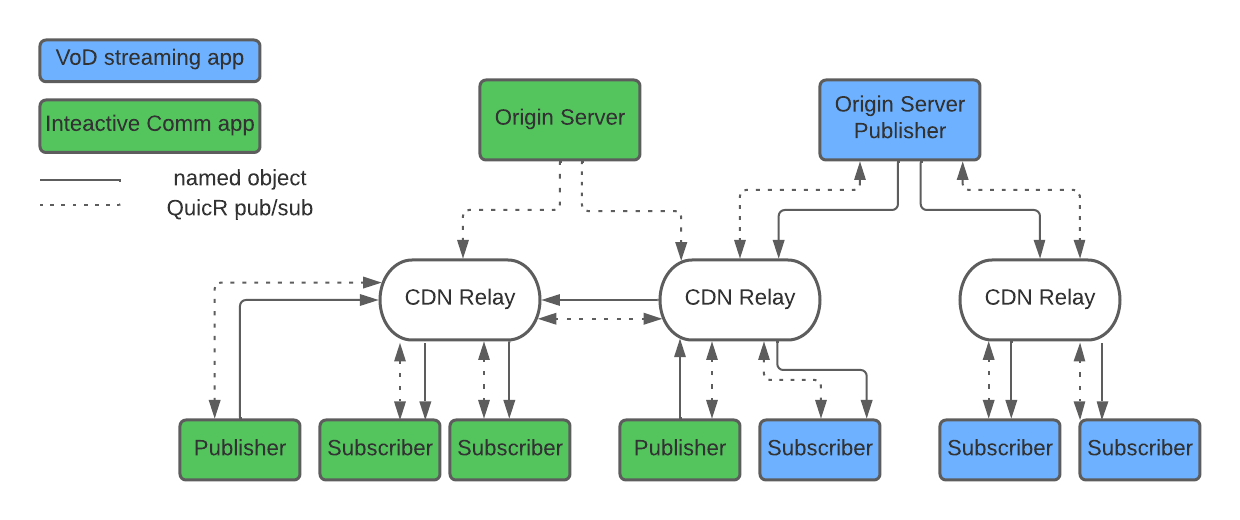 VoD streaming app
Inteactive Comm app
named object
QuicR pub/sub
Origin Server
Origin Server
Publisher
CDN Relay
CDN Relay
CDN Relay
Publisher
Subscriber
Subscriber
Publisher
Subscriber
Subscriber
Subscriber